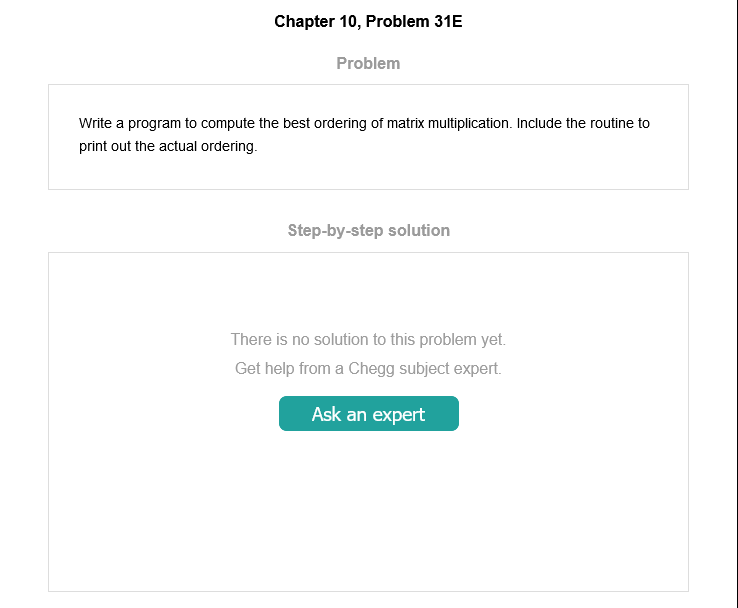 Chapter 10, Problem 31E
Problem
Write a program to compute the best ordering of matrix multiplication. Include the routine to
print out the actual ordering.
Step-by-step solution
There is no solution to this problem yet.
Get help from a Chegg subject expert.
Ask an expert